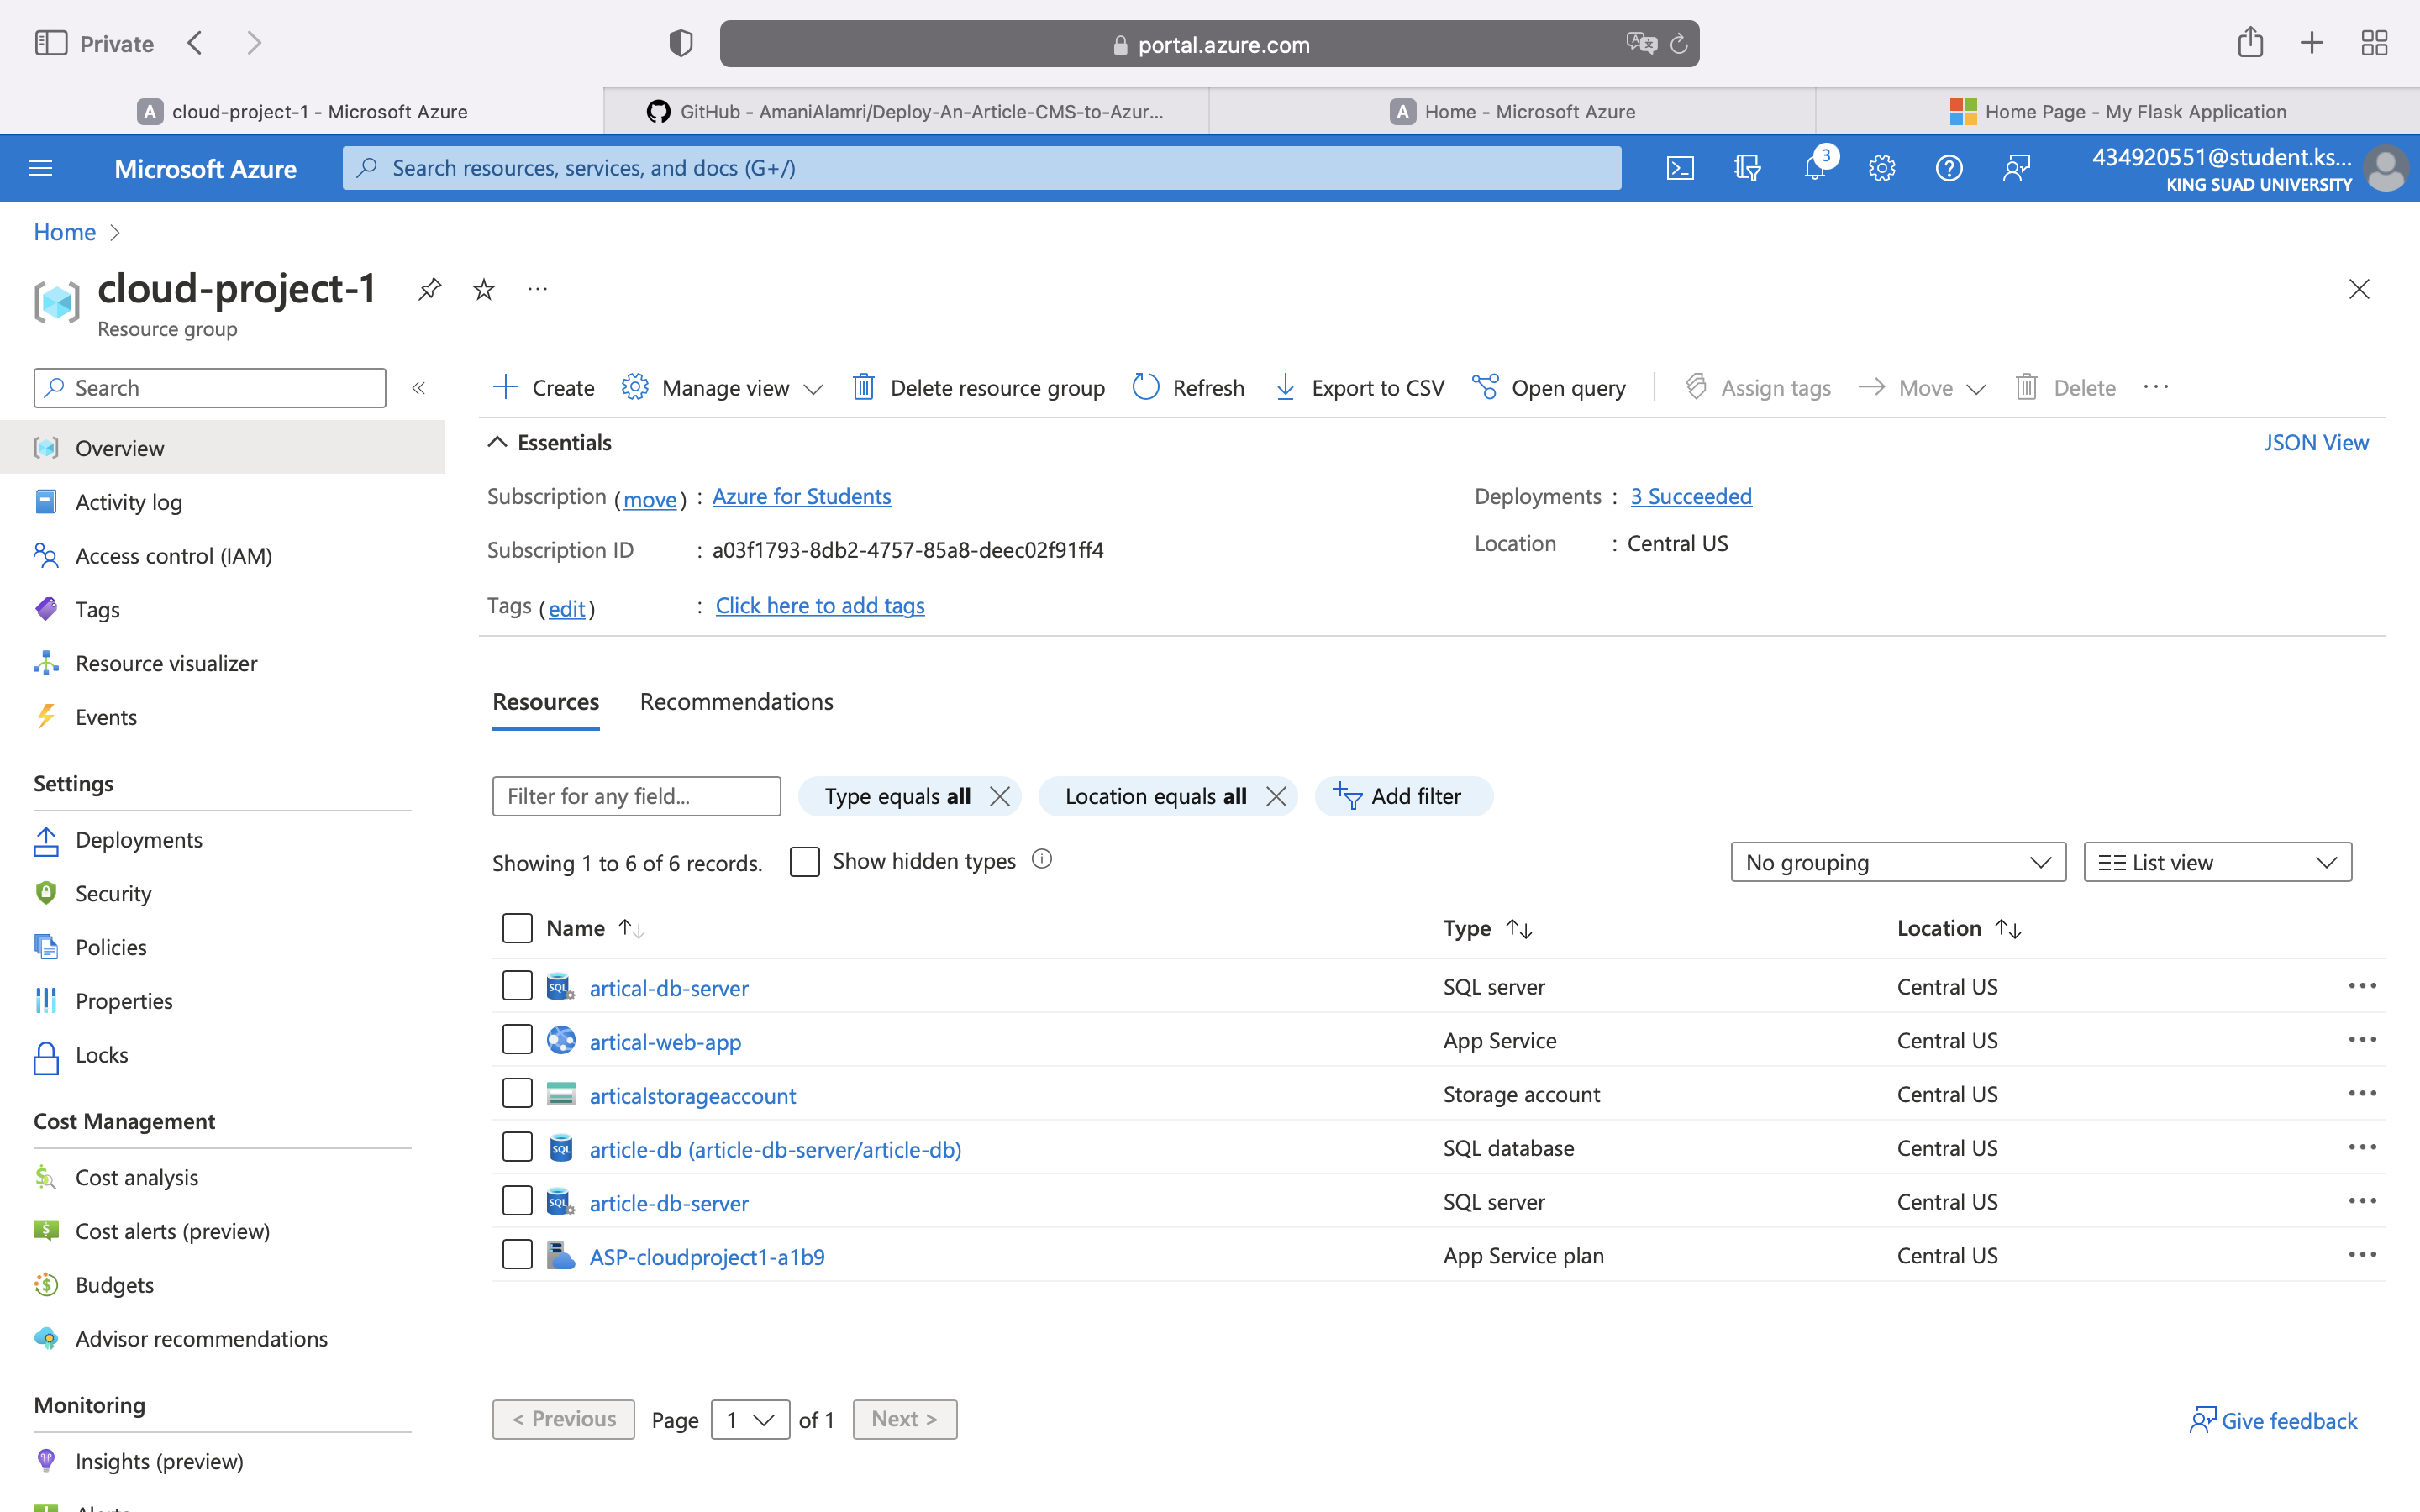 Private
portal.azure.com
A cloud-project-1 - Microsoft Azure
GitHub - AmaniAlamri/Deploy-An-Article-CMS-to-Azur...
A Home - Microsoft Azure
Home Page - My Flask Application
Microsoft Azure
Search resources, services, and docs (G+/)
3
434920551@student.ks...
KING SUAD UNIVERSITY
Home
cloud-project-1
Resource group
Search
Create
Manage view
Delete resource group
Refresh
Export to CSV
Open query
Assign tags
Move
Delete
Overview
Activity log
Access control (IAM)
Tags
Resource visualizer
Events
Settings
Deployments
Security
Policies
Properties
Locks
Cost Management
Cost analysis
Cost alerts (preview)
Budgets
Advisor recommendations
Monitoring
Insights (preview)
Essentials
JSON View
Subscription (move) : Azure for Students
Deployments : 3 Succeeded
Subscription ID : a03f1793-8db2-4757-85a8-deec02f91ff4
Location : Central US
Tags (edit) : Click here to add tags
Resources Recommendations
Filter for any field...
Type equals all
Location equals all
Add filter
Showing 1 to 6 of 6 records.
Show hidden types
No grouping
List view
Name Type Location
artical-db-server SQL server Central US
artical-web-app App Service Central US
articalstorageaccount Storage account Central US
article-db (article-db-server/article-db) SQL database Central US
article-db-server SQL server Central US
ASP-cloudproject1-a1b9 App Service plan Central US
< Previous Page 1 of 1 Next >
Give feedback